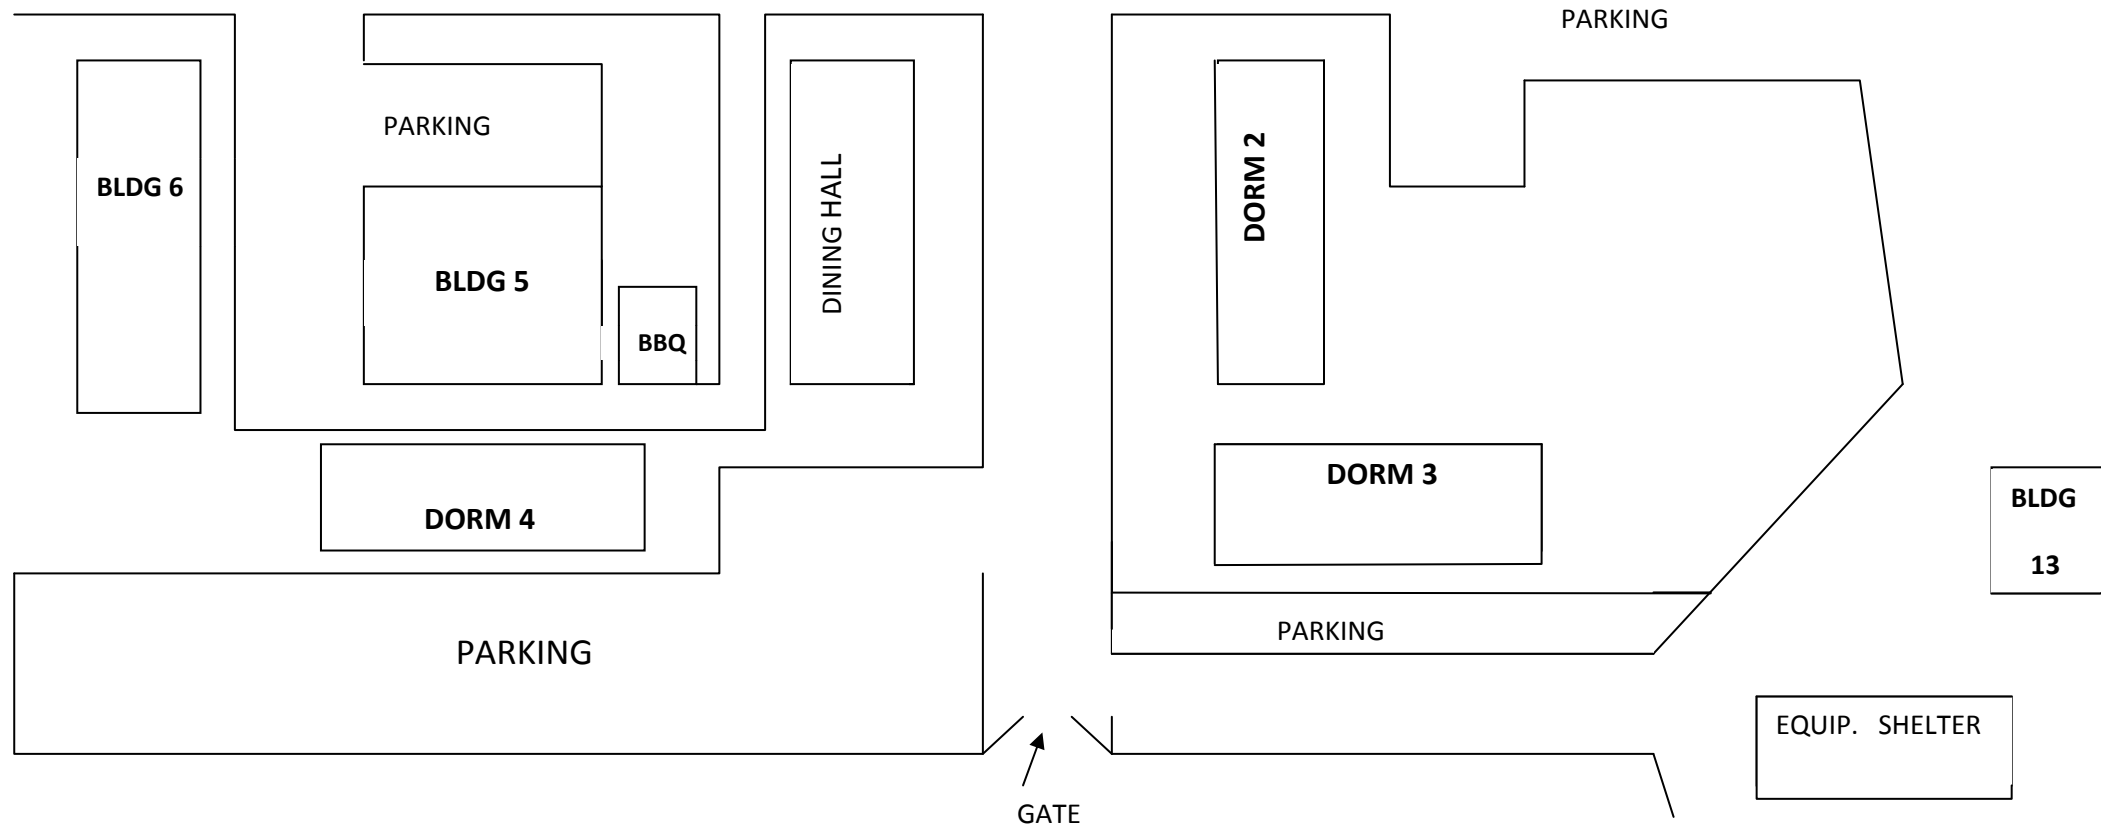 PARKING
PARKING
BLDG 6
DINING HALL
DORM 2
BLDG 5
BBQ
DORM 3
DORM 4
BLDG
13
PARKING
PARKING
EQUIP. SHELTER
GATE